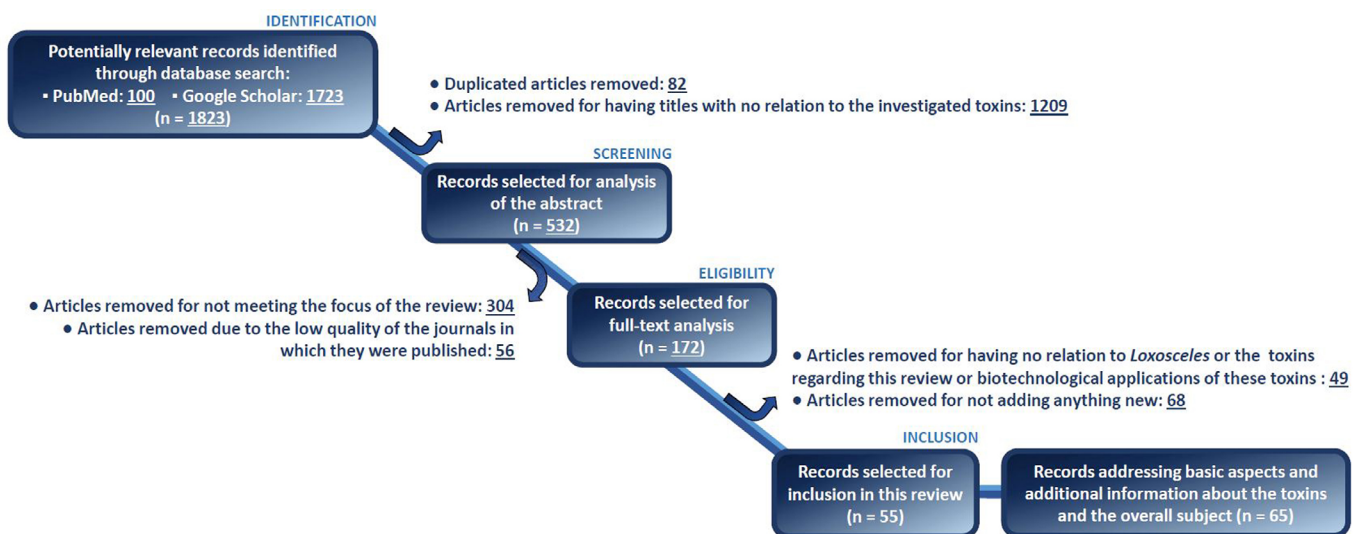 IDENTIFICATION
Potentially relevant records identified
through database search:
▪ PubMed: 100 ▪ Google Scholar: 1723
(n = 1823)
● Duplicated articles removed: 82
● Articles removed for having titles with no relation to the investigated toxins: 1209
SCREENING
Records selected for analysis
of the abstract
(n = 532)
● Articles removed for not meeting the focus of the review: 304
● Articles removed due to the low quality of the journals in
which they were published: 56
ELIGIBILITY
Records selected for
full-text analysis
(n = 172)
● Articles removed for having no relation to Loxosceles or the toxins
regarding this review or biotechnological applications of these toxins : 49
● Articles removed for not adding anything new: 68
INCLUSION
Records selected for
inclusion in this review
(n = 55)
Records addressing basic aspects and
additional information about the toxins
and the overall subject (n = 65)